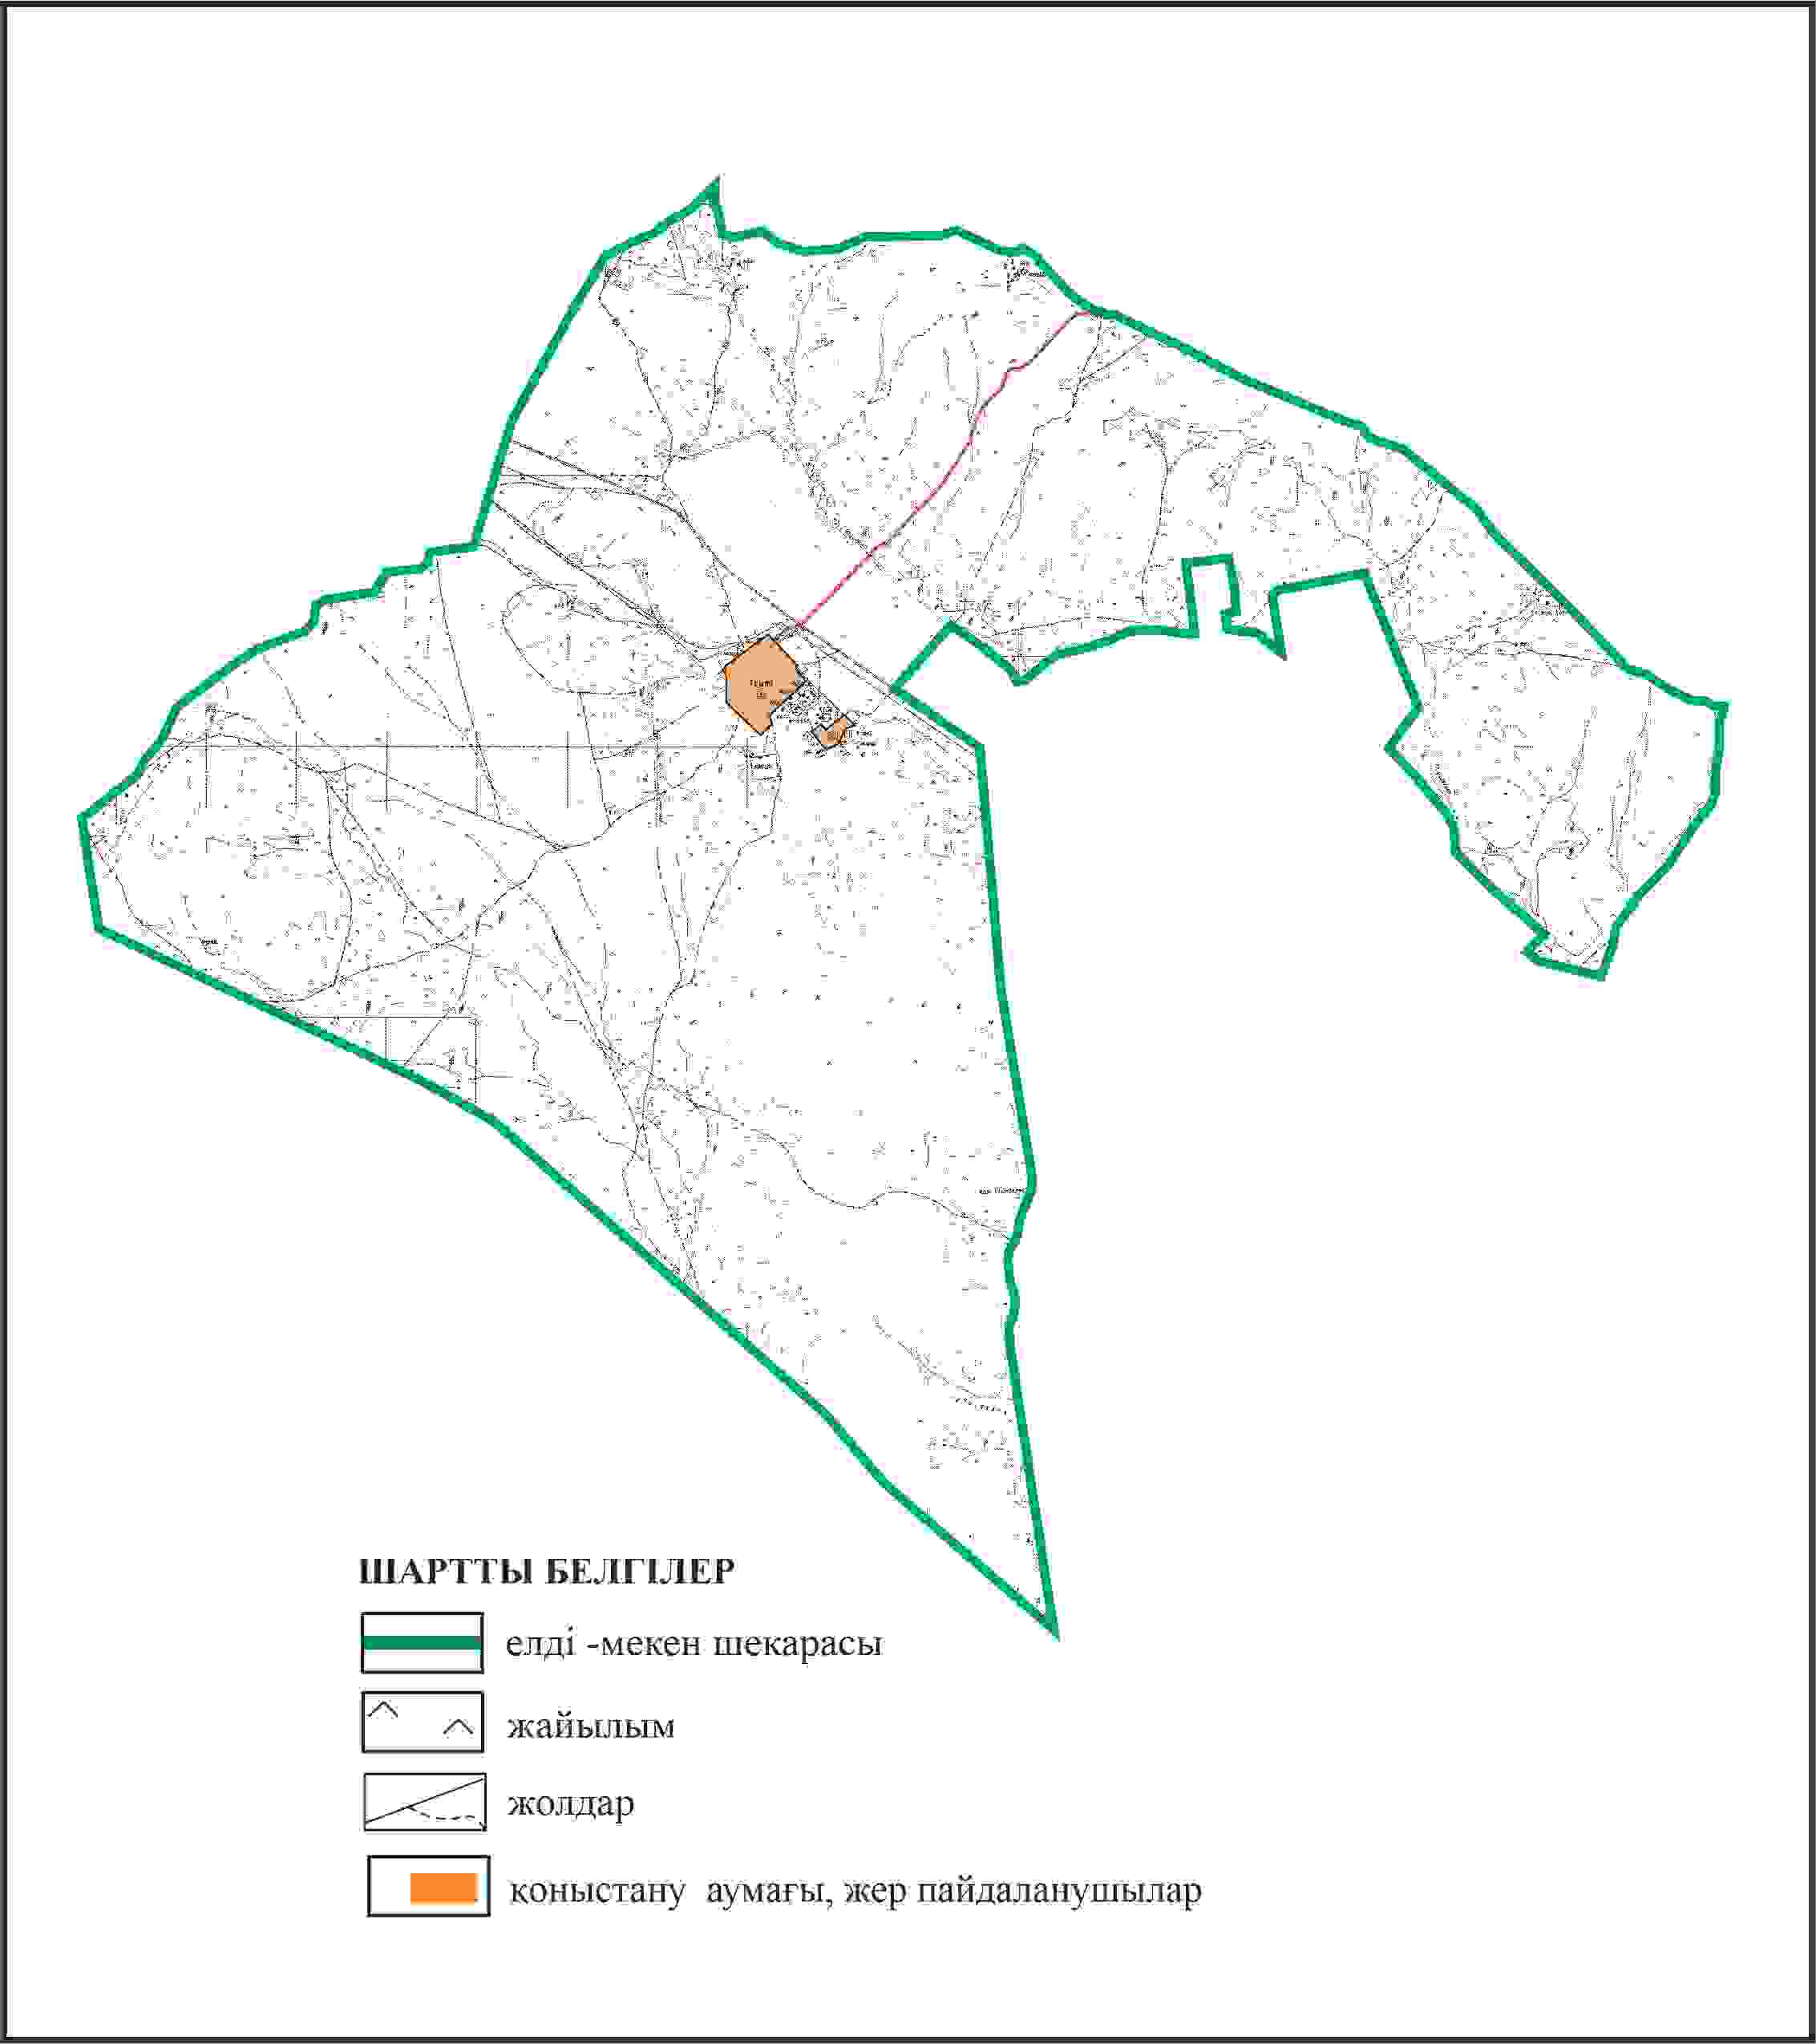 ШАРТТЫ БЕЛГІЛЕР
елді -мекен шекарасы
жайылым
жолдар
қоныстану аумағы, жер пайдаланушылар